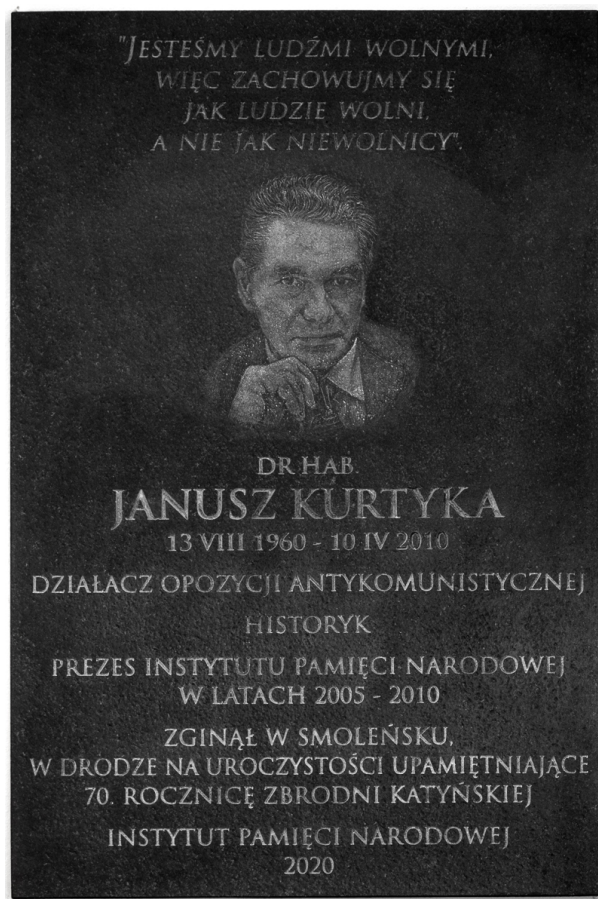 "JESTEŚMY LUDŹMI WOLNYMI,
WIĘC ZACHOWUJMY SIĘ
JAK LUDZIE WOLNI,
A NIE JAK NIEWOLNICY".
DR HAB.
JANUSZ KURTYKA
13 VIII 1960 - 10 IV 2010
DZIAŁACZ OPOZYCJI ANTYKOMUNISTYCZNEJ
HISTORYK
PREZES INSTYTUTU PAMIĘCI NARODOWEJ
W LATACH 2005 - 2010
ZGINĄŁ W SMOLEŃSKU,
W DRODZE NA UROCZYSTOŚCI UPAMIĘTNIAJĄCE
70. ROCZNICĘ ZBRODNI KATYŃSKIEJ
INSTYTUT PAMIĘCI NARODOWEJ
2020